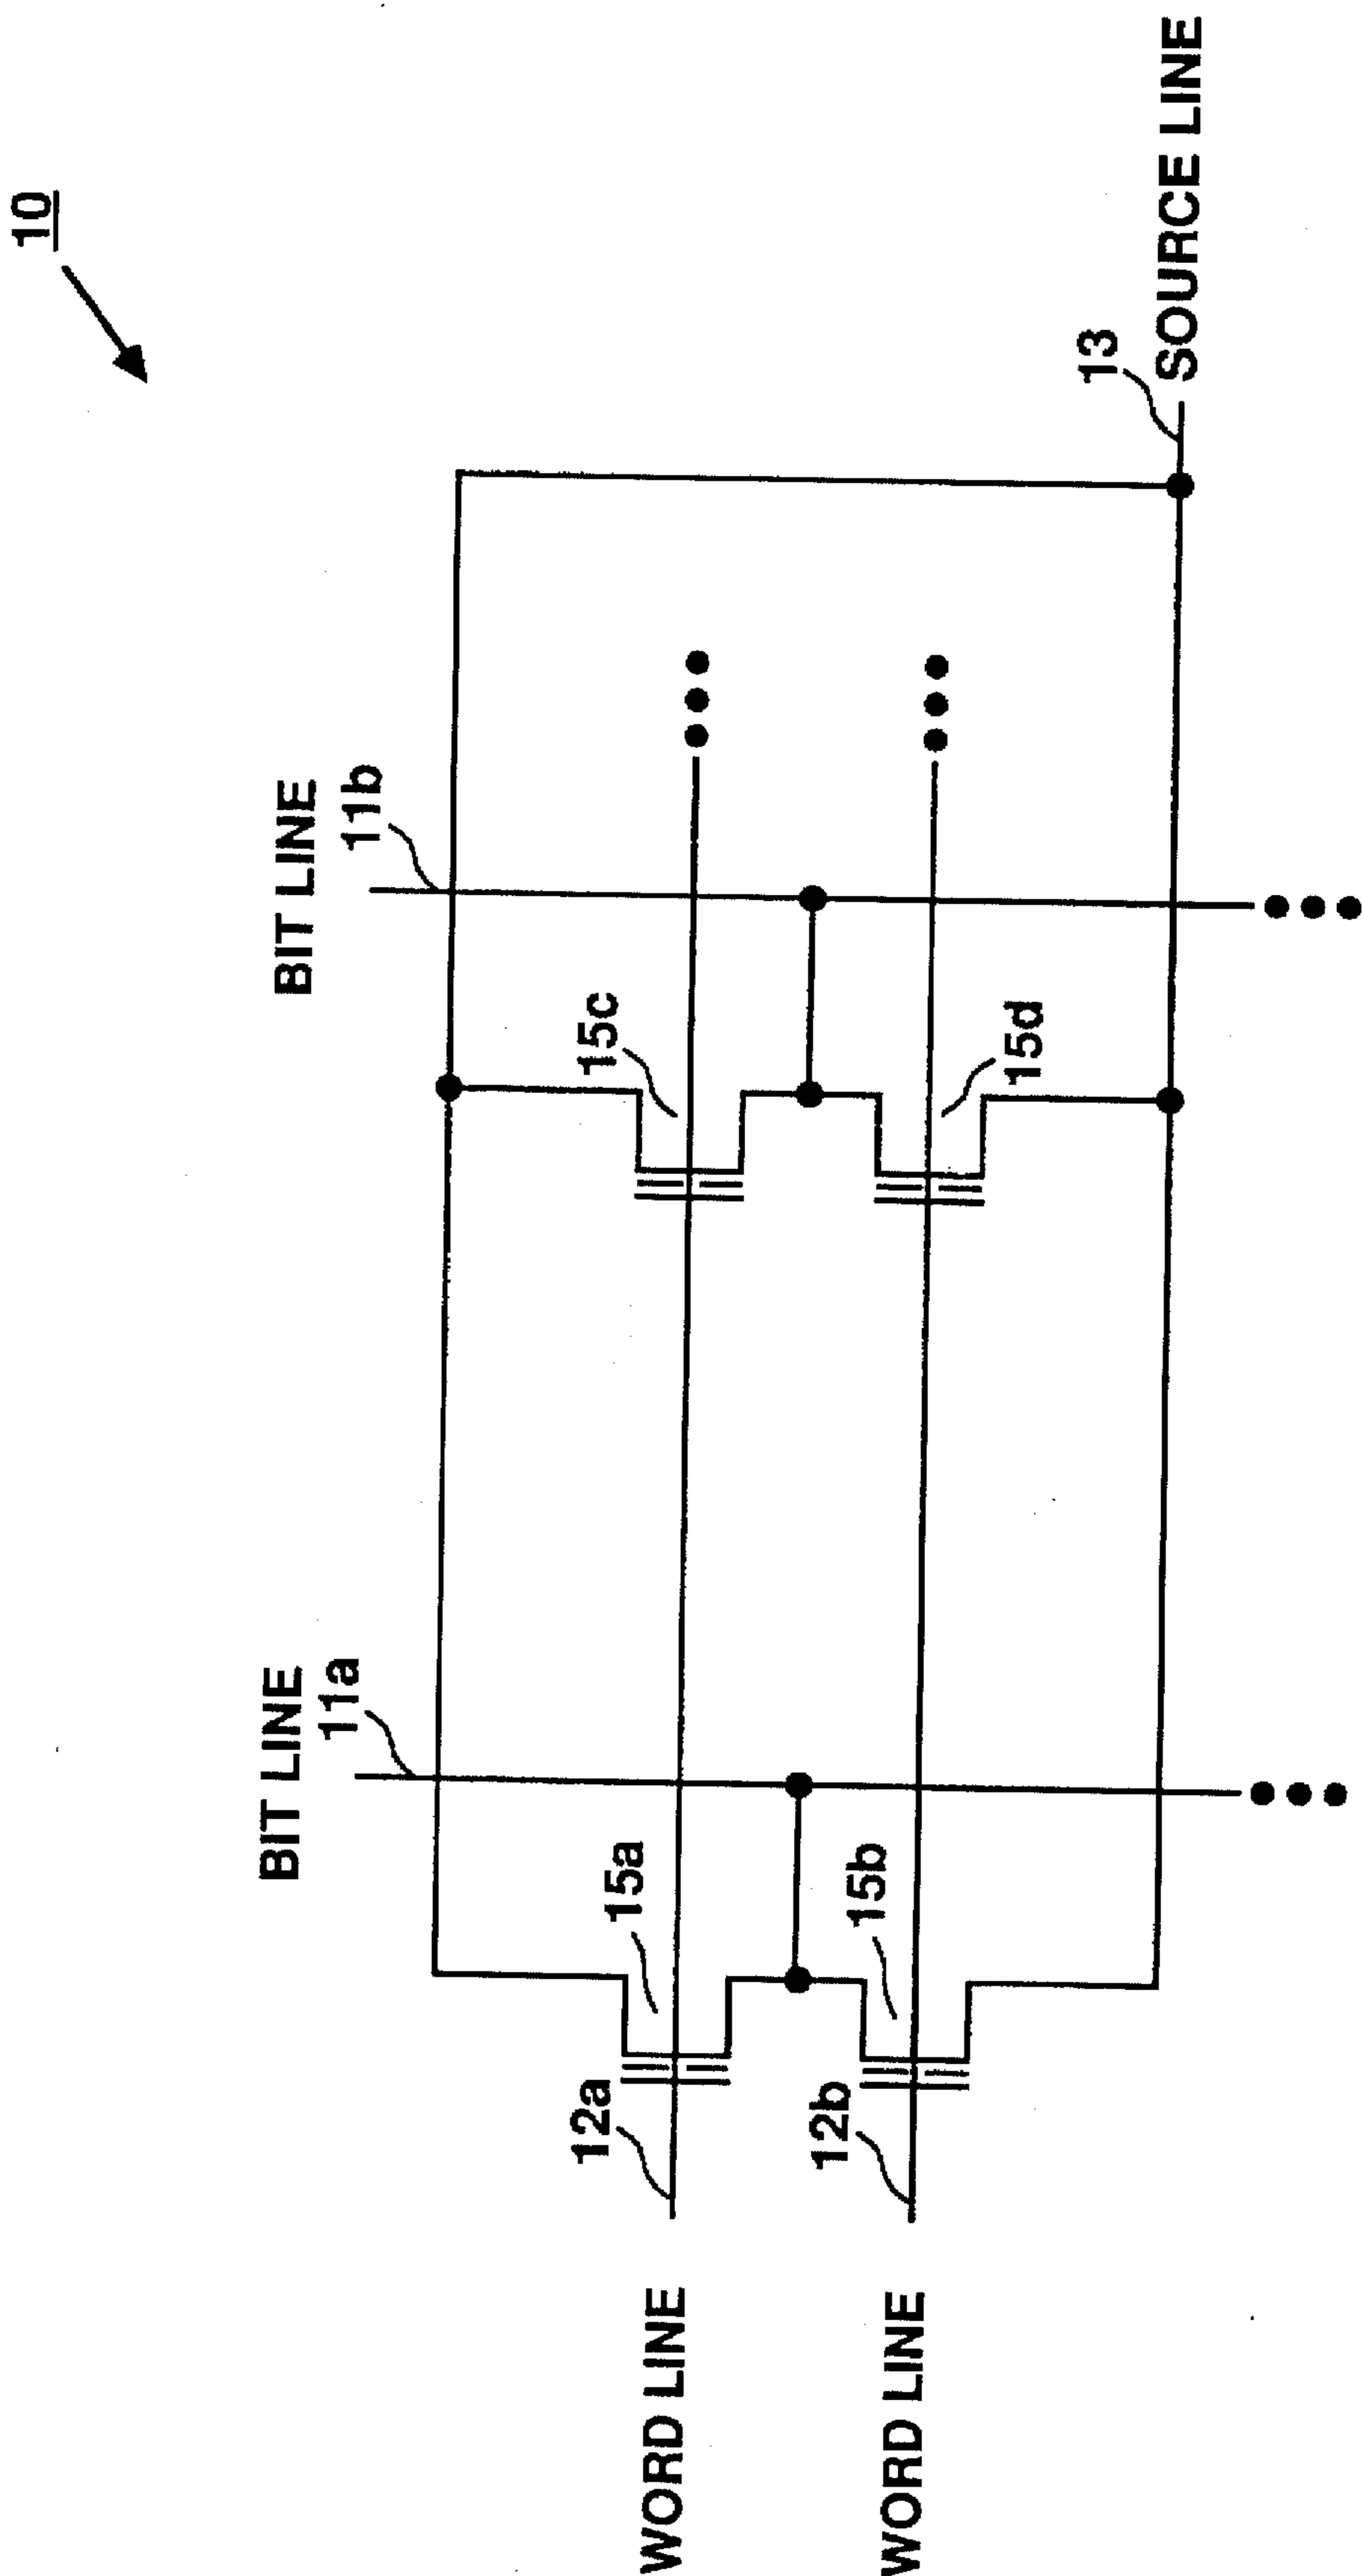 10
BIT LINE
11a
BIT LINE
11b
12a
15a
15c
WORD LINE
12b
15b
15d
WORD LINE
13
SOURCE LINE